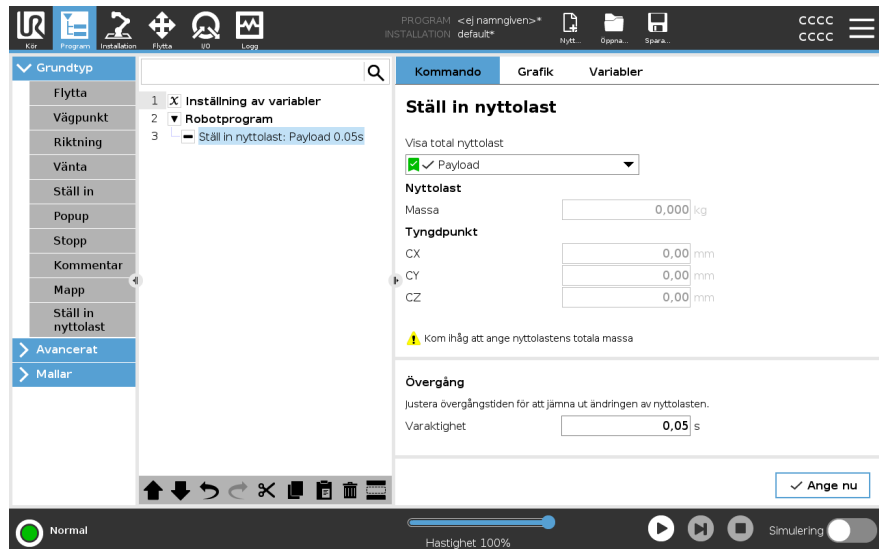 UR
Kör
Program
Installation
Flytta
I/O
Logg
PROGRAM <ej namngiven>*
INSTALLATION default*
Nytt...
Öppna...
Spara...
CCCC
CCCC
Grundtyp
Flytta
Vägpunkt
Riktning
Vänta
Ställ in
Popup
Stopp
Kommentar
Mapp
Ställ in
nyttolast
Avancerat
Mallar
1 X Inställning av variabler
2 Robotprogram
3 Ställ in nyttolast: Payload 0.05s
Kommando Grafik Variabler
Ställ in nyttolast
Visa total nyttolast
Payload
Nyttolast
Massa 0,000 kg
Tyngdpunkt
CX 0,00 mm
CY 0,00 mm
CZ 0,00 mm
Kom ihåg att ange nyttolastens totala massa
Övergång
Justera övergångstiden för att jämna ut ändringen av nyttolasten.
Varaktighet 0,05 s
Ange nu
Normal
Hastighet 100%
Simulering